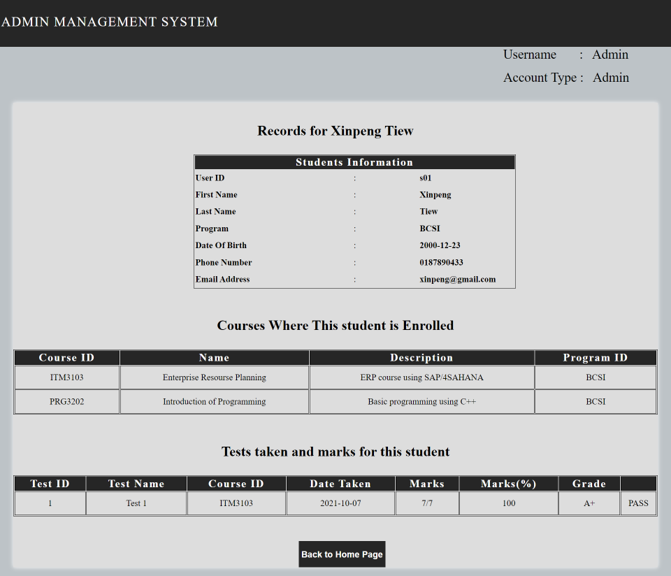 ADMIN MANAGEMENT SYSTEM
Username : Admin
Account Type : Admin
Records for Xinpeng Tiew
Students Information
User ID : s01
First Name : Xinpeng
Last Name : Tiew
Program : BCSI
Date Of Birth : 2000-12-23
Phone Number : 0187890433
Email Address : xinpeng@gmail.com
Courses Where This student is Enrolled
Course ID Name Description Program ID
ITM3103 Enterprise Resourse Planning ERP course using SAP/4SAHANA BCSI
PRG3202 Introduction of Programming Basic programming using C++ BCSI
Tests taken and marks for this student
Test ID Test Name Course ID Date Taken Marks Marks(%) Grade
1 Test 1 ITM3103 2021-10-07 7/7 100 A+ PASS
Back to Home Page